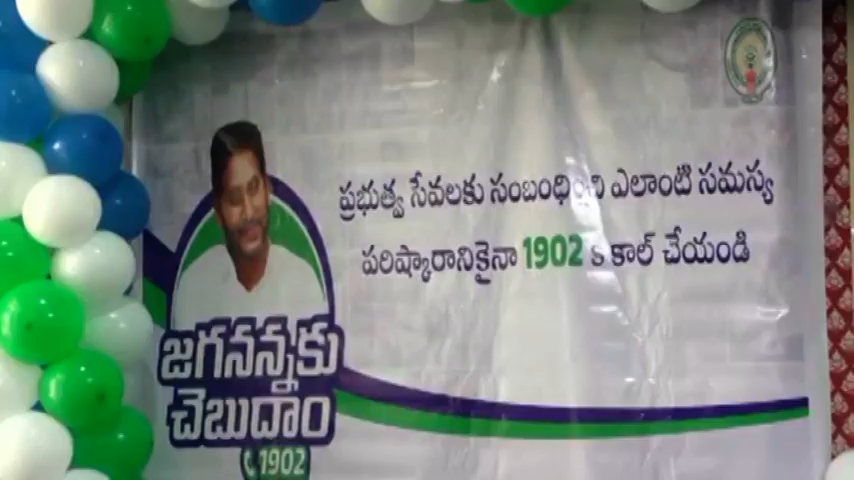 ప్రభుత్వ సేవలకు సంబంధించి ఎలాంటి సమస్య
పరిష్కారానికైనా 1902 కి కాల్ చేయండి
జగనన్నకు
చెబుదాం
1902